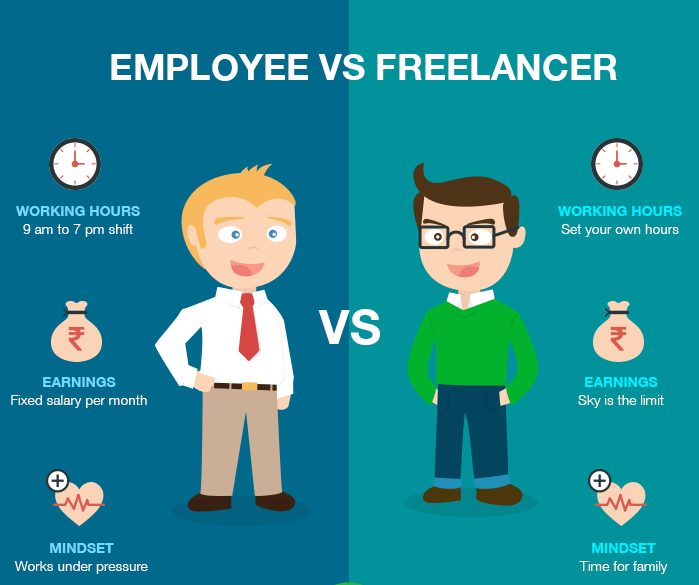 EMPLOYEE VS FREELANCER
WORKING HOURS
9 am to 7 pm shift
₹
EARNINGS
Fixed salary per month
MINDSET
Works under pressure
VS
WORKING HOURS
Set your own hours
₹
EARNINGS
Sky is the limit
MINDSET
Time for family